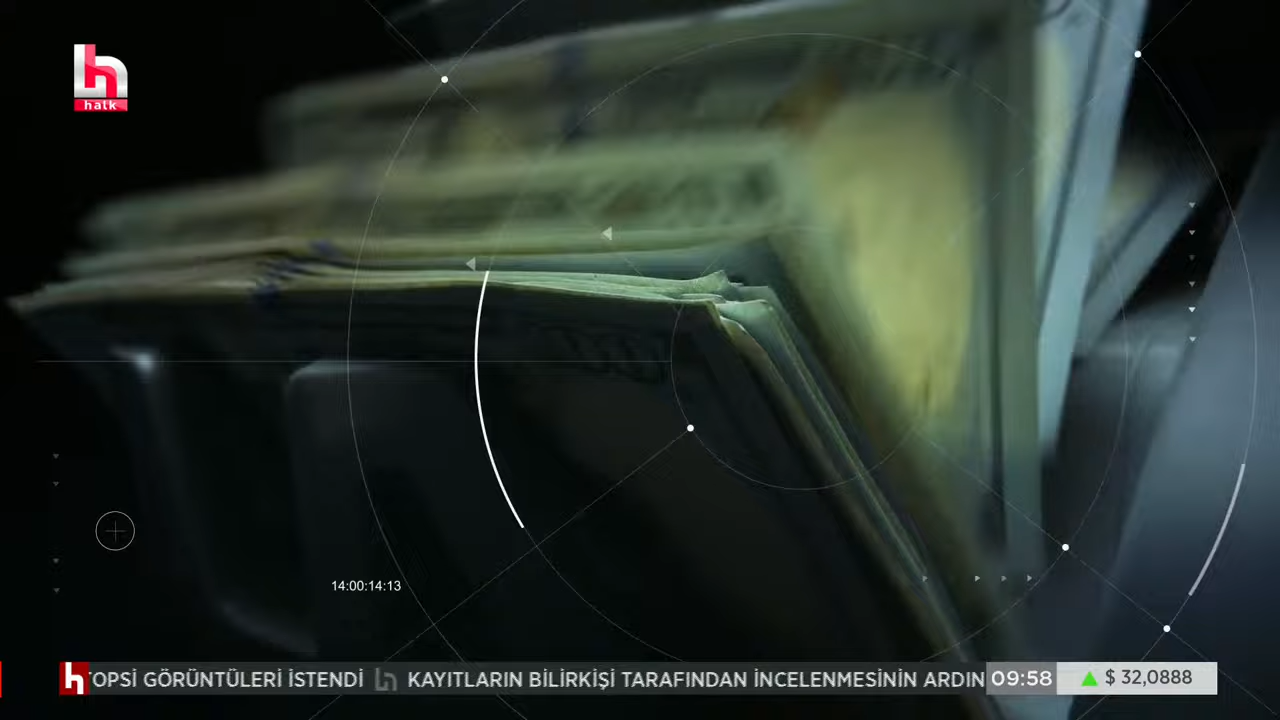 halk
14:00:14:13
TOPSİ GÖRÜNTÜLERİ İSTENDİ KAYITLARIN BİLİRKİŞİ TARAFINDAN İNCELENMESİNİN ARDIN 09:58 $ 32,0888